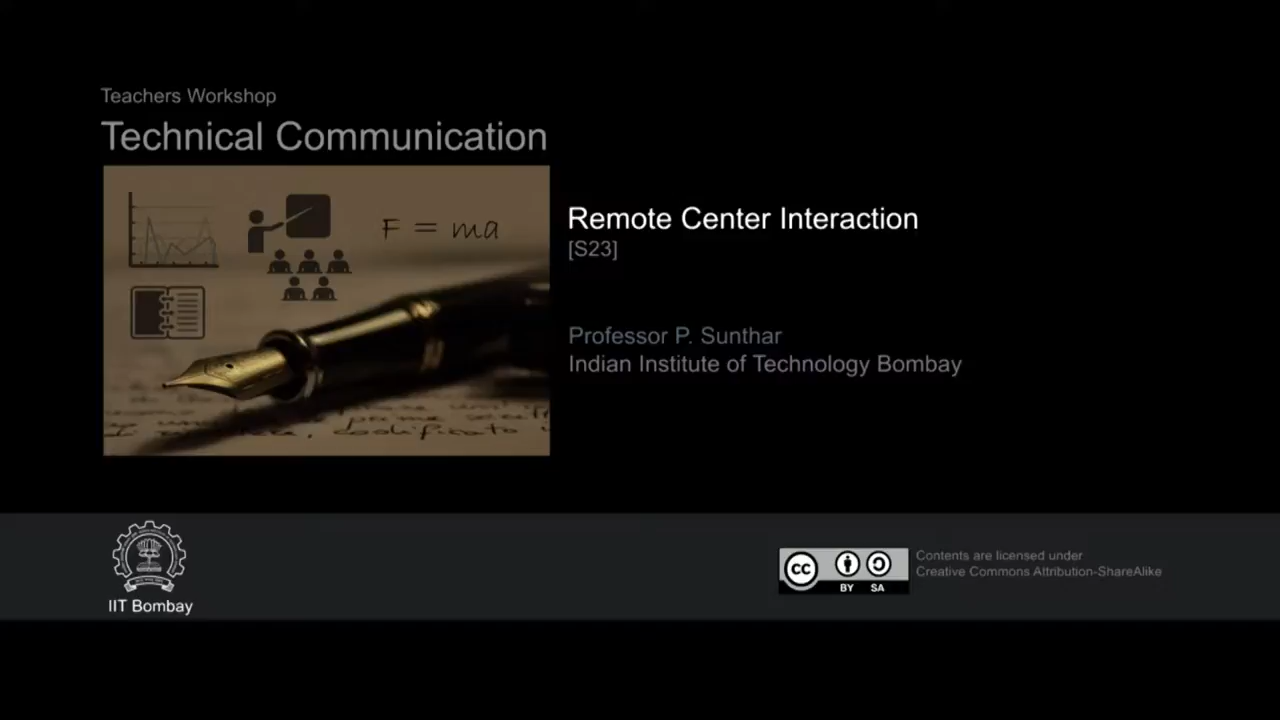 Teachers Workshop
Technical Communication
F = ma
Remote Center Interaction
[S23]
Professor P. Sunthar
Indian Institute of Technology Bombay
IIT Bombay
cc
BY SA
Contents are licensed under
Creative Commons Attribution-ShareAlike